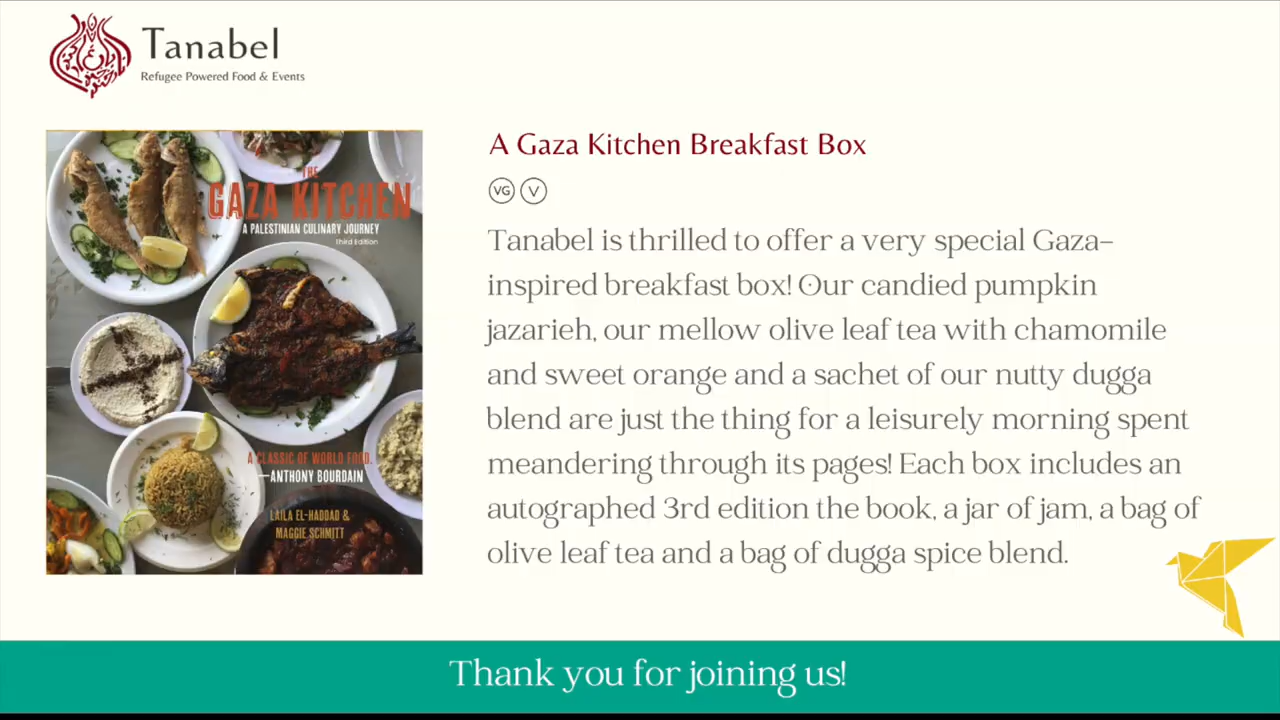 Tanabel
Refugee Powered Food & Events
THE
GAZA KITCHEN
A PALESTINIAN CULINARY JOURNEY
third Edition
A CLASSIC OF WORLD FOOD.
—ANTHONY BOURDAIN
LAILA EL-HADDAD &
MAGGIE SCHMITT
A Gaza Kitchen Breakfast Box
VG V
Tanabel is thrilled to offer a very special Gaza-
inspired breakfast box! Our candied pumpkin
jazarieh, our mellow olive leaf tea with chamomile
and sweet orange and a sachet of our nutty dugga
blend are just the thing for a leisurely morning spent
meandering through its pages! Each box includes an
autographed 3rd edition the book, a jar of jam, a bag of
olive leaf tea and a bag of dugga spice blend.
Thank you for joining us!